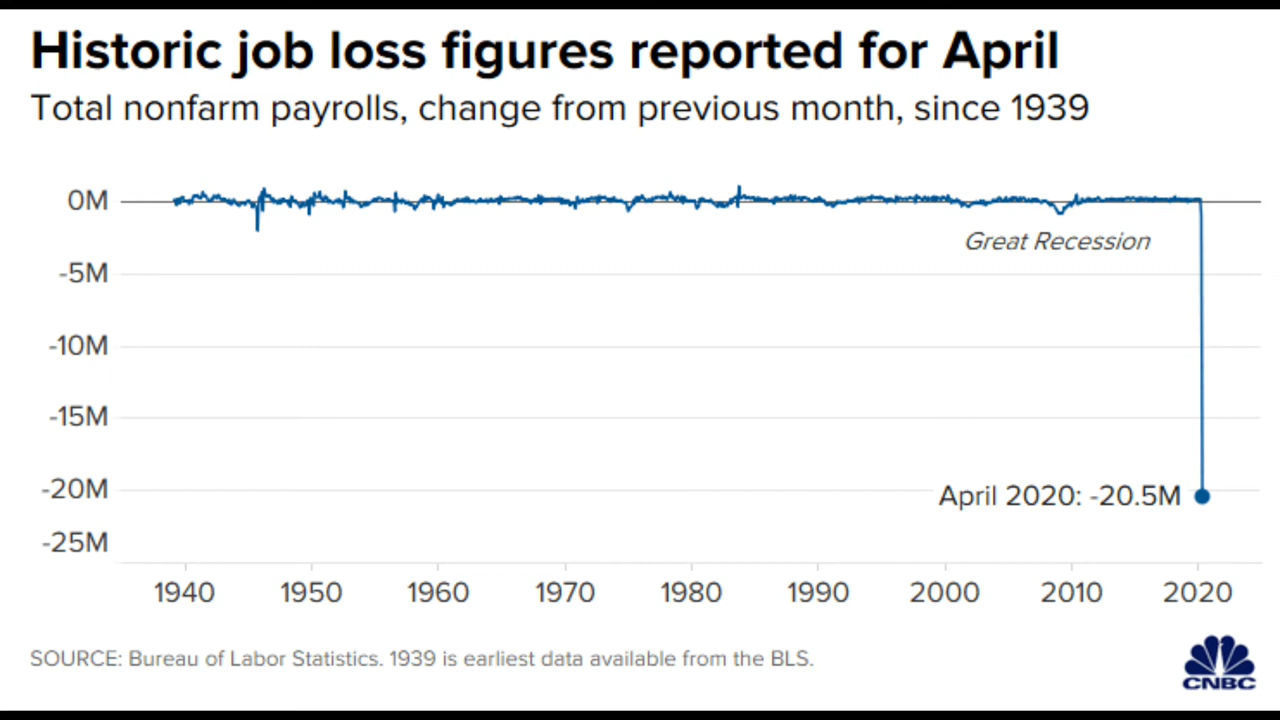 Historic job loss figures reported for April
Total nonfarm payrolls, change from previous month, since 1939
0M
Great Recession
-5M
-10M
-15M
-20M
April 2020: -20.5M
-25M
1940 1950 1960 1970 1980 1990 2000 2010 2020
SOURCE: Bureau of Labor Statistics. 1939 is earliest data available from the BLS.
CNBC